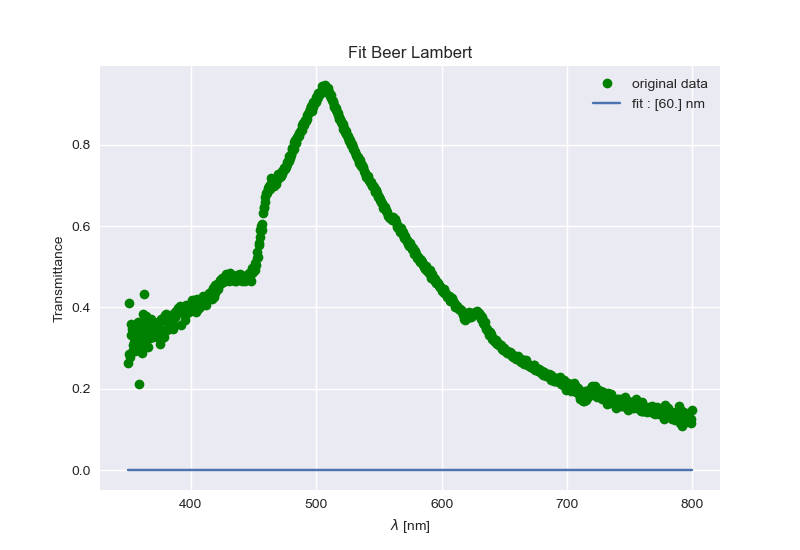 Fit Beer Lambert
original data
fit : [60.] nm
Transmittance
0.8
0.6
0.4
0.2
0.0
400 500 600 700 800
λ [nm]